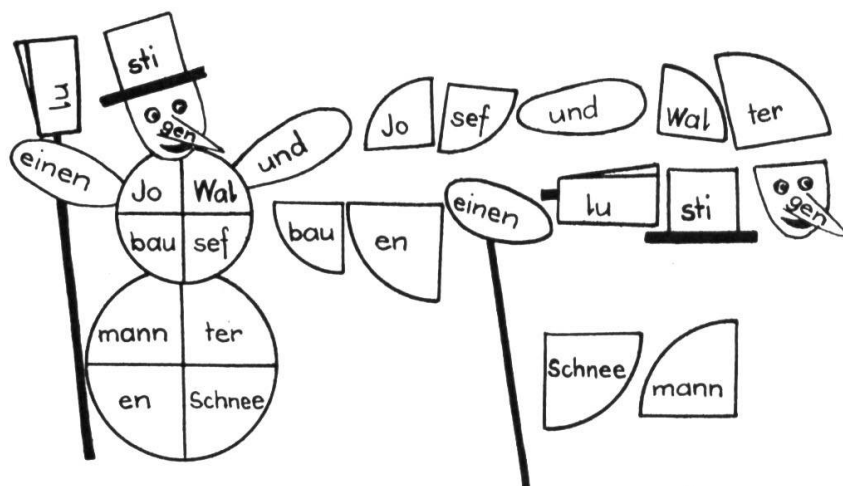 sti
lu
gen
einen
und
Jo Wal
bau sef
mann ter
en Schnee
Jo sef und Wal ter
bau en einen lu sti gen
Schnee mann